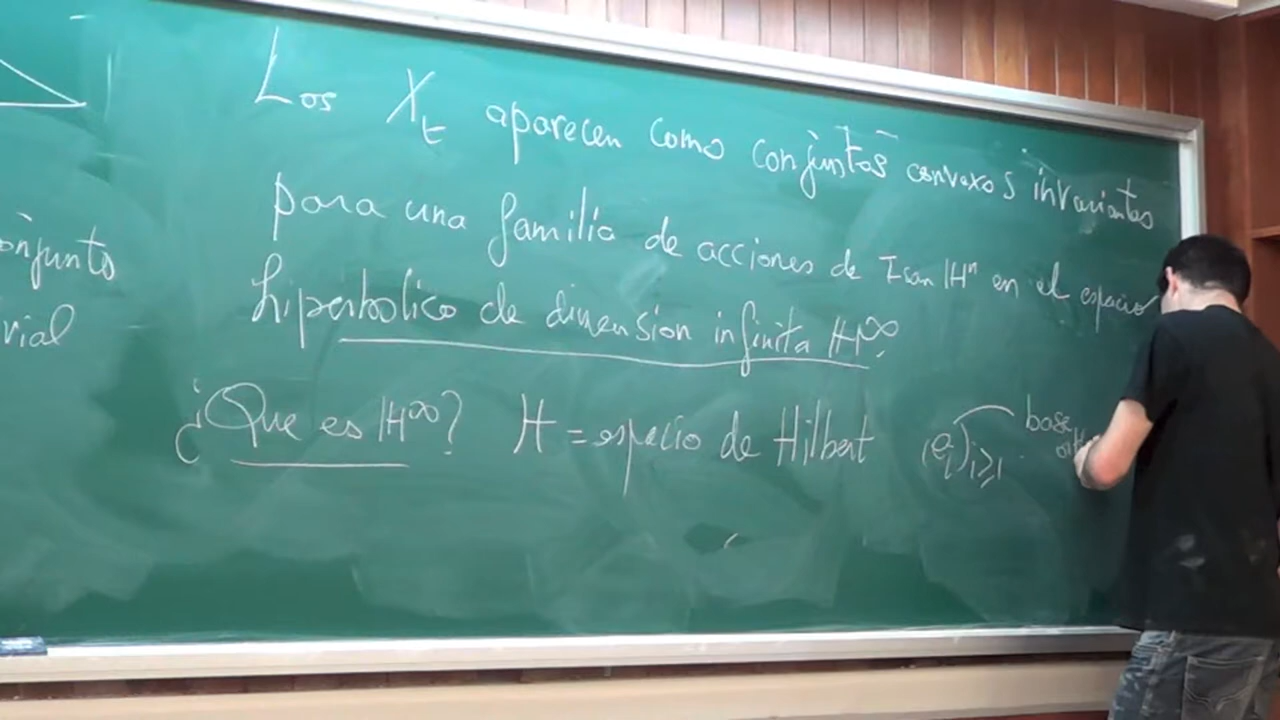 Los X_t aparecen como conjuntos convexos invariantes
para una familia de acciones de Isom ℍⁿ en el espacio
hiperbolico de dimension infinita ℍ^∞.
onjunto
vial
¿Que es ℍ^∞? H = espacio de Hilbert (e_i)_{i≥1} base